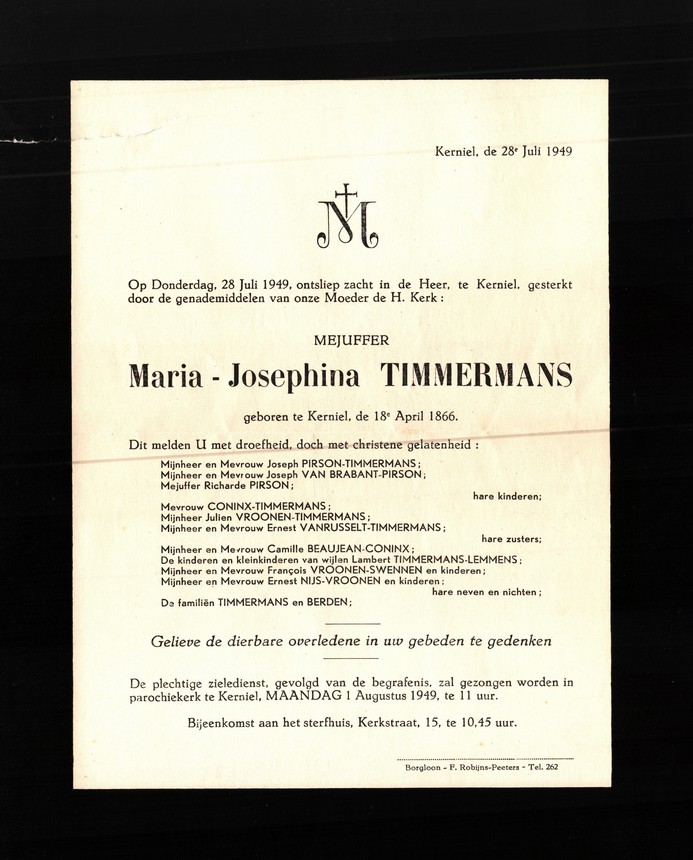 Kerniel, de 28e Juli 1949
M
Op Donderdag, 28 Juli 1949, ontsliep zacht in de Heer, te Kerniel, gesterkt
door de genademiddelen van onze Moeder de H. Kerk :
MEJUFFER
Maria - Josephina TIMMERMANS
geboren te Kerniel, de 18e April 1866.
Dit melden U met droefheid, doch met christene gelatenheid :
Mijnheer en Mevrouw Joseph PIRSON-TIMMERMANS;
Mijnheer en Mevrouw Joseph VAN BRABANT-PIRSON;
Mejuffer Richarde PIRSON;
hare kinderen;
Mevrouw CONINX-TIMMERMANS;
Mijnheer Julien VROONEN-TIMMERMANS;
Mijnheer en Mevrouw Ernest VANRUSSELT-TIMMERMANS;
hare zusters;
Mijnheer en Mevrouw Camille BEAUJEAN-CONINX;
De kinderen en kleinkinderen van wijlen Lambert TIMMERMANS-LEMMENS;
Mijnheer en Mevrouw François VROONEN-SWENNEN en kinderen;
Mijnheer en Mevrouw Ernest NIJS-VROONEN en kinderen;
hare neven en nichten;
De familiën TIMMERMANS en BERDEN;
Gelieve de dierbare overledene in uw gebeden te gedenken
De plechtige zieledienst, gevolgd van de begrafenis, zal gezongen worden in
parochiekerk te Kerniel, MAANDAG 1 Augustus 1949, te 11 uur.
Bijeenkomst aan het sterfhuis, Kerkstraat, 15, te 10,45 uur.
Borgloon - F. Robijns-Peeters - Tel. 262